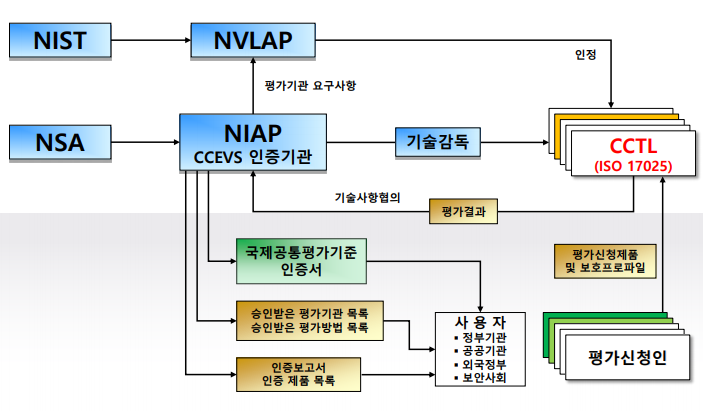 NIST
NVLAP
인정
평가기관 요구사항
NSA
NIAP
CCEVS 인증기관
기술감독
CCTL
(ISO 17025)
기술사항협의
평가결과
국제공통평가기준
인증서
평가신청제품
및 보호프로파일
승인받은 평가기관 목록
승인받은 평가방법 목록
사 용 자
▪ 정부기관
▪ 공공기관
▪ 외국정부
▪ 보안사회
평가신청인
인증보고서
인증 제품 목록